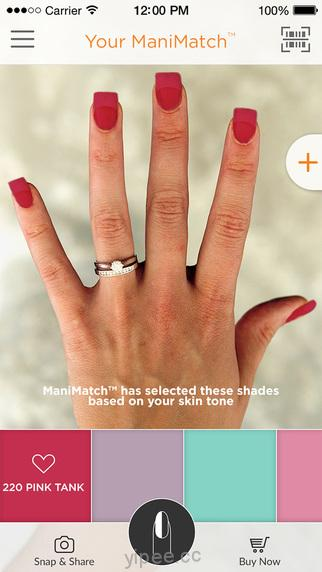 Carrier 12:00 PM 100%
Your ManiMatch™
ManiMatch™ has selected these shades
based on your skin tone
220 PINK TANK
Snap & Share Buy Now
yipee.cc